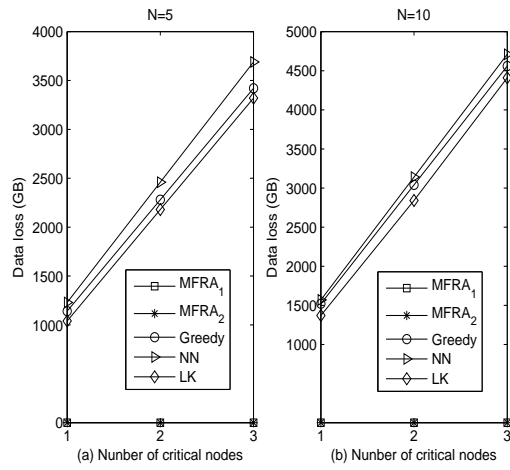 N=5
4000
3500
3000
2500
2000
1500
1000
0
Data loss (GB)
MFRA1
MFRA2
Greedy
NN
LK
1 2 3
(a) Nunber of critical nodes
N=10
5000
4500
4000
3500
3000
2500
2000
1500
1000
0
Data loss (GB)
MFRA1
MFRA2
Greedy
NN
LK
1 2 3
(b) Nunber of critical nodes